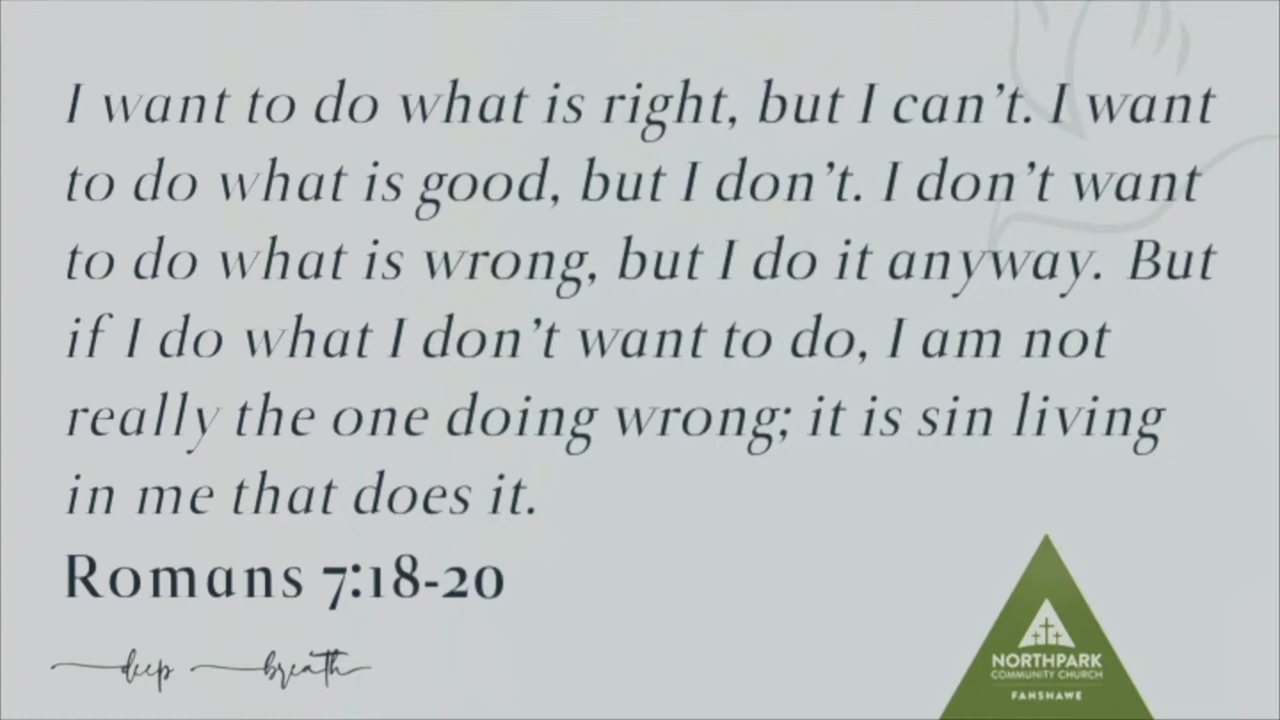 I want to do what is right, but I can’t. I want
to do what is good, but I don’t. I don’t want
to do what is wrong, but I do it anyway. But
if I do what I don’t want to do, I am not
really the one doing wrong; it is sin living
in me that does it.
Romans 7:18-20
deep breath
NORTHPARK
COMMUNITY CHURCH
FANSHAWE